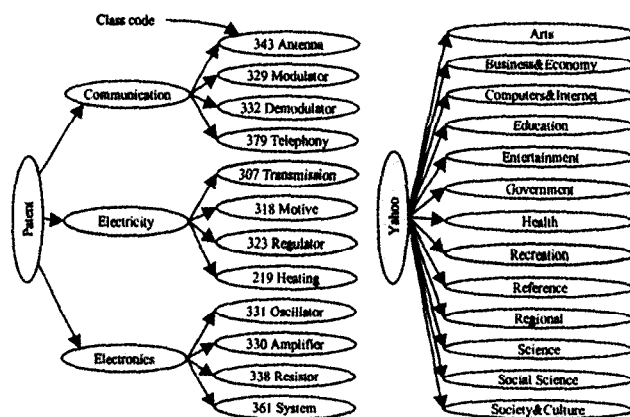 Class code
Patent
Communication
343 Antenna
329 Modulator
332 Demodulator
379 Telephony
Electricity
307 Transmission
318 Motive
323 Regulator
219 Heating
Electronics
331 Oscillator
330 Amplifier
338 Resistor
361 System
Yahoo
Arts
Business&Economy
Computers&Internet
Education
Entertainment
Government
Health
Recreation
Reference
Regional
Science
Social Science
Society&Culture